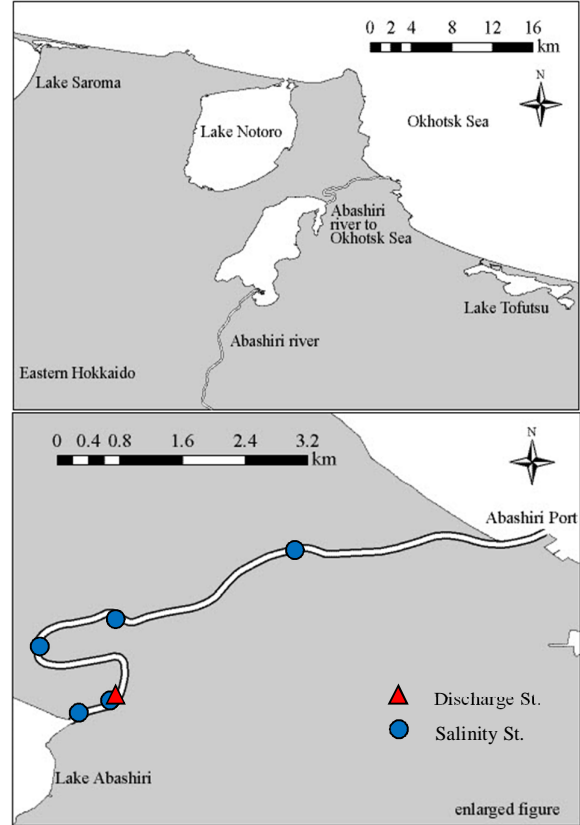 0 2 4 8 12 16
km
Lake Saroma
N
Lake Notoro
Okhotsk Sea
Abashiri
river to
Okhotsk Sea
Lake Tofutsu
Abashiri river
Eastern Hokkaido
0 0.4 0.8 1.6 2.4 3.2
km
N
Abashiri Port
Discharge St.
Salinity St.
Lake Abashiri
enlarged figure